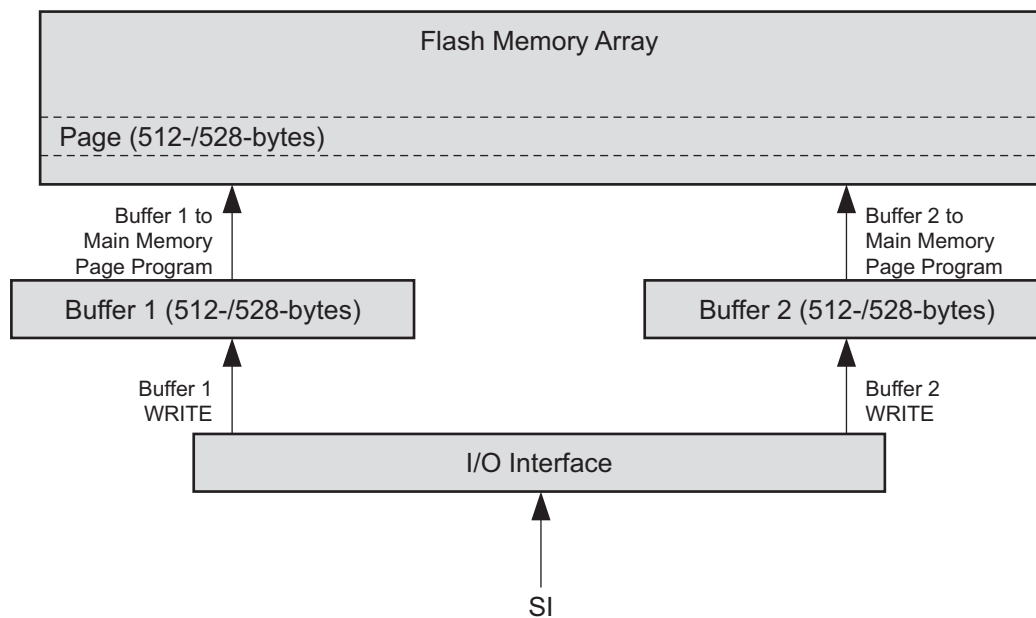 Flash Memory Array
Page (512-/528-bytes)
Buffer 1 to
Main Memory
Page Program
Buffer 2 to
Main Memory
Page Program
Buffer 1 (512-/528-bytes)
Buffer 2 (512-/528-bytes)
Buffer 1
WRITE
Buffer 2
WRITE
I/O Interface
SI